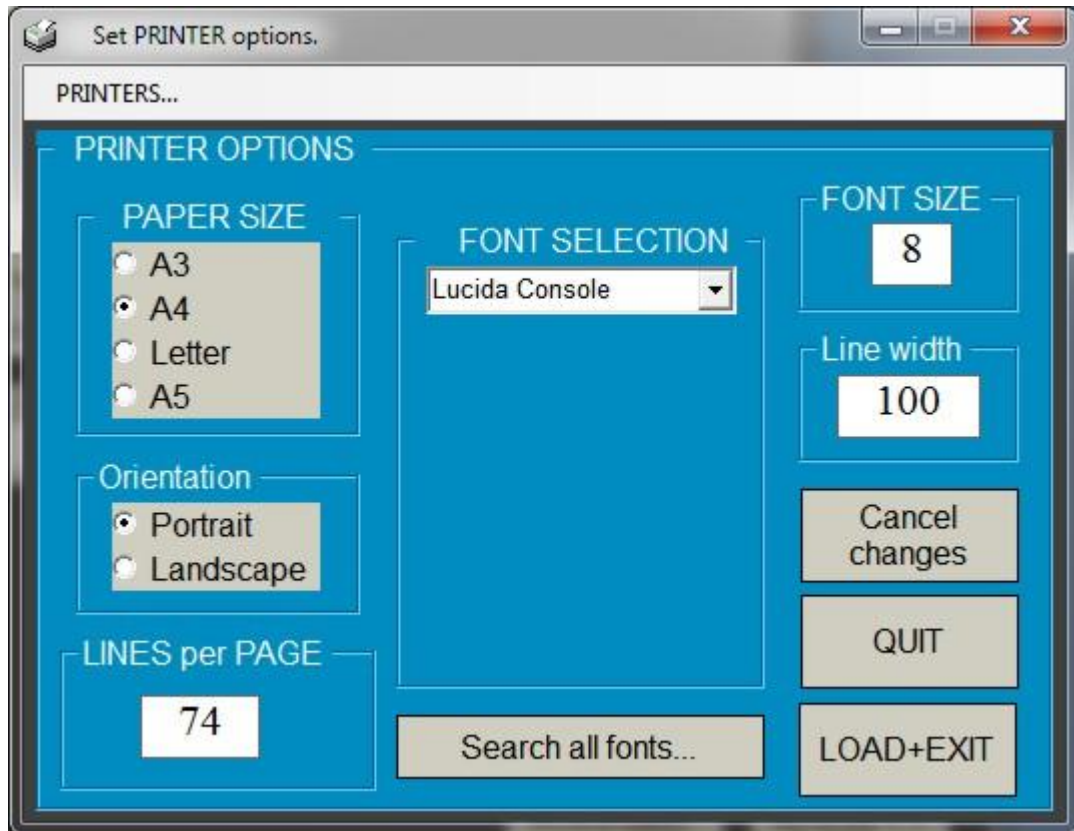 Set PRINTER options.
PRINTERS...
PRINTER OPTIONS
PAPER SIZE
A3
A4
Letter
A5
Orientation
Portrait
Landscape
LINES per PAGE
74
FONT SELECTION
Lucida Console
Search all fonts...
FONT SIZE
8
Line width
100
Cancel
changes
QUIT
LOAD+EXIT